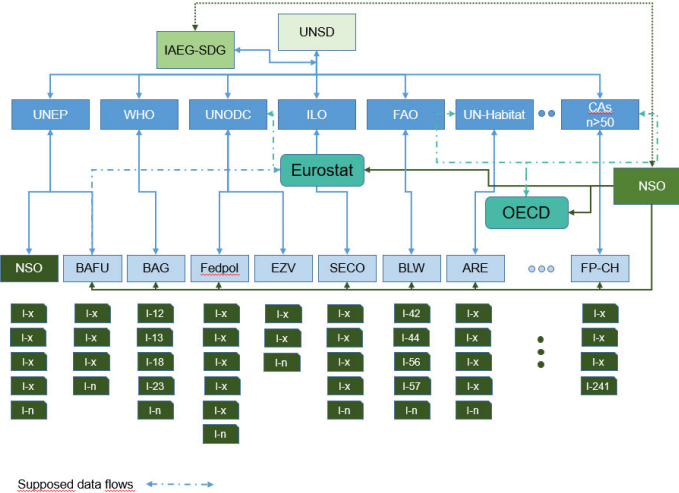 UNSD
IAEG-SDG
UNEP WHO UNODC ILO FAO UN-Habitat CAs
n>50
Eurostat
NSO
OECD
NSO BAFU BAG Fedpol EZV SECO BLW ARE FP-CH
I-x I-x I-12 I-x I-x I-x I-42 I-x I-x
I-x I-x I-13 I-x I-x I-x I-44 I-x I-x
I-x I-x I-18 I-x I-n I-x I-56 I-x I-x
I-x I-n I-23 I-x I-x I-57 I-x I-241
I-n I-n I-x I-n I-n I-n
I-n
Supposed data flows